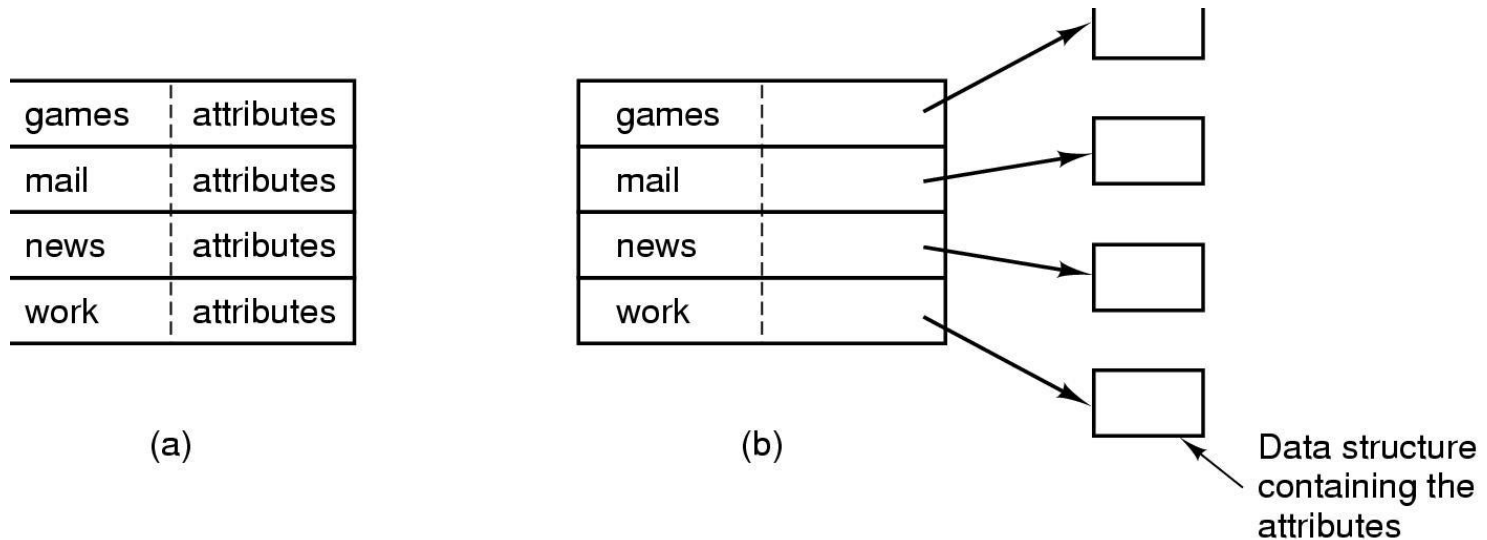 games attributes
mail attributes
news attributes
work attributes
(a)
games
mail
news
work
(b)
Data structure
containing the
attributes